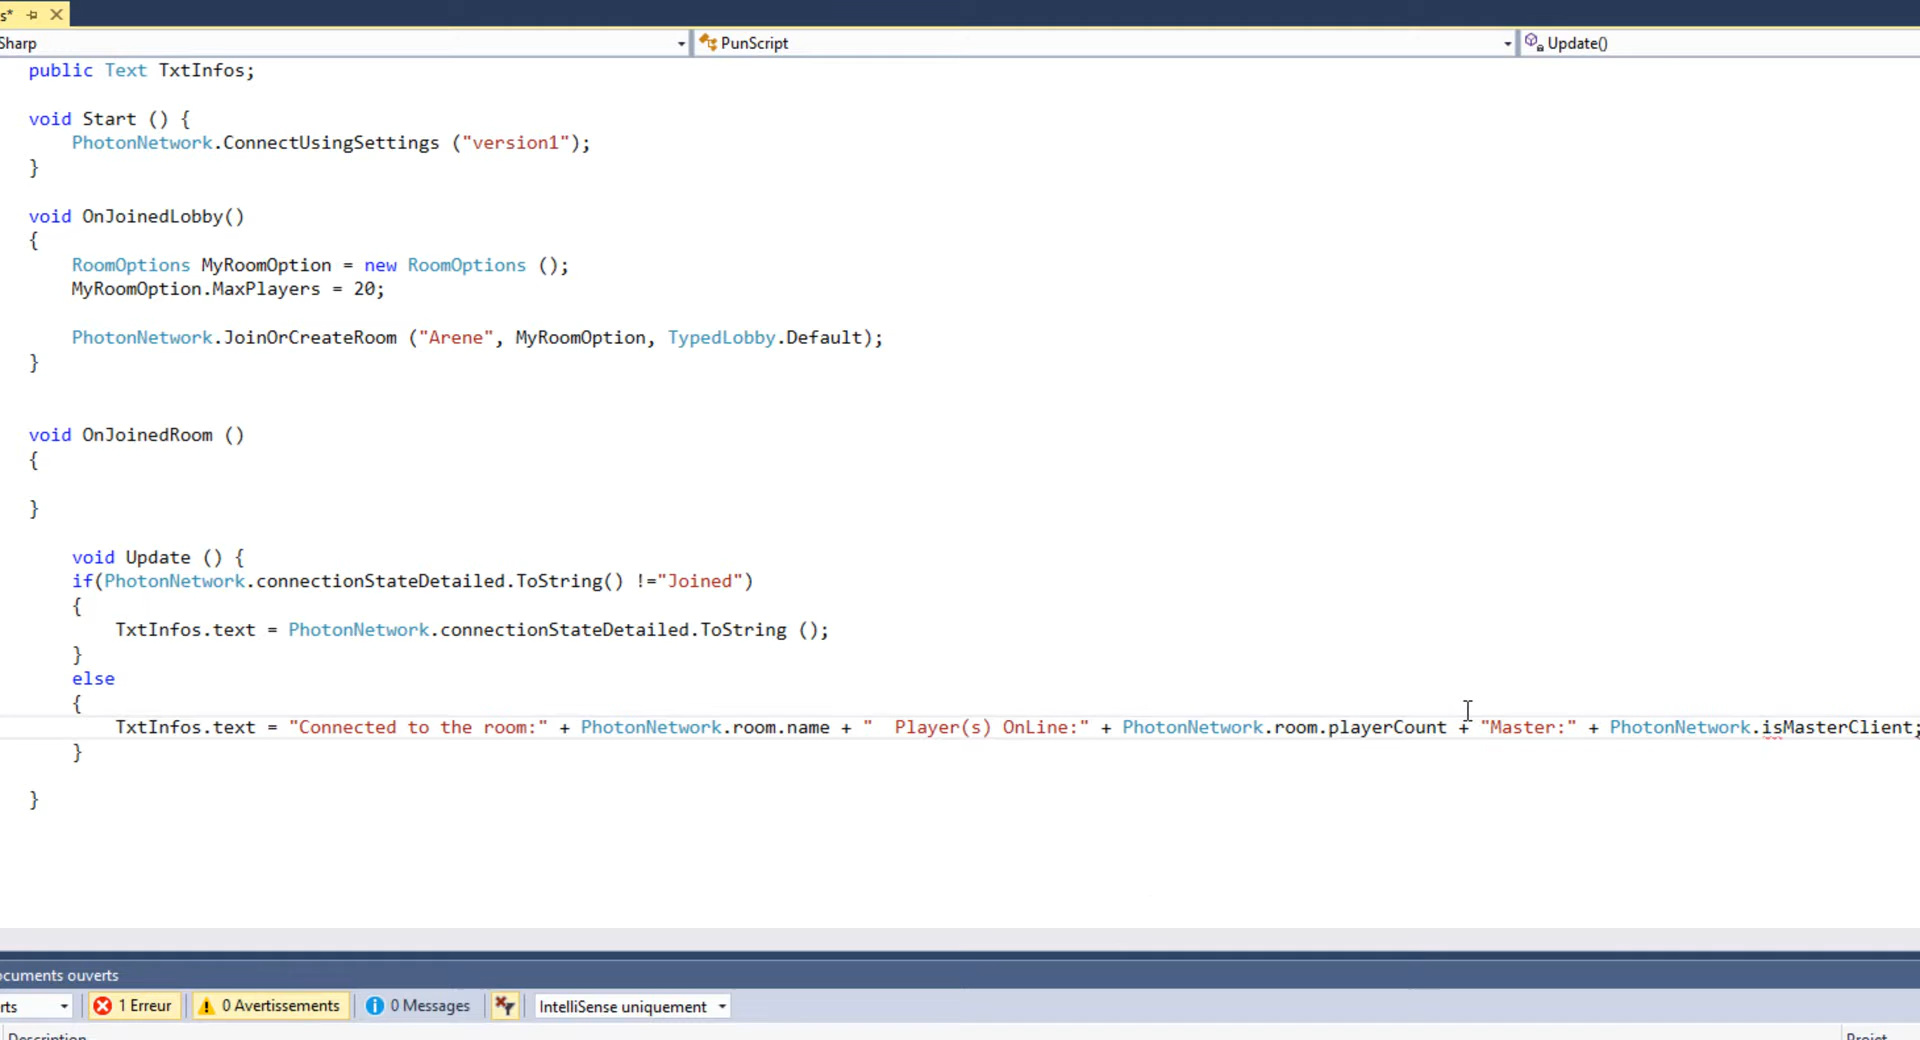 s*
Sharp PunScript Update()
public Text TxtInfos;
void Start () {
PhotonNetwork.ConnectUsingSettings ("version1");
}
void OnJoinedLobby()
{
RoomOptions MyRoomOption = new RoomOptions ();
MyRoomOption.MaxPlayers = 20;
PhotonNetwork.JoinOrCreateRoom ("Arene", MyRoomOption, TypedLobby.Default);
}
void OnJoinedRoom ()
{
}
void Update () {
if(PhotonNetwork.connectionStateDetailed.ToString() !="Joined")
{
TxtInfos.text = PhotonNetwork.connectionStateDetailed.ToString ();
}
else
{
TxtInfos.text = "Connected to the room:" + PhotonNetwork.room.name + "  Player(s) OnLine:" + PhotonNetwork.room.playerCount + "Master:" + PhotonNetwork.isMasterClient;
}
}
ocuments ouverts
rts 1 Erreur 0 Avertissements 0 Messages IntelliSense uniquement
Description Projet